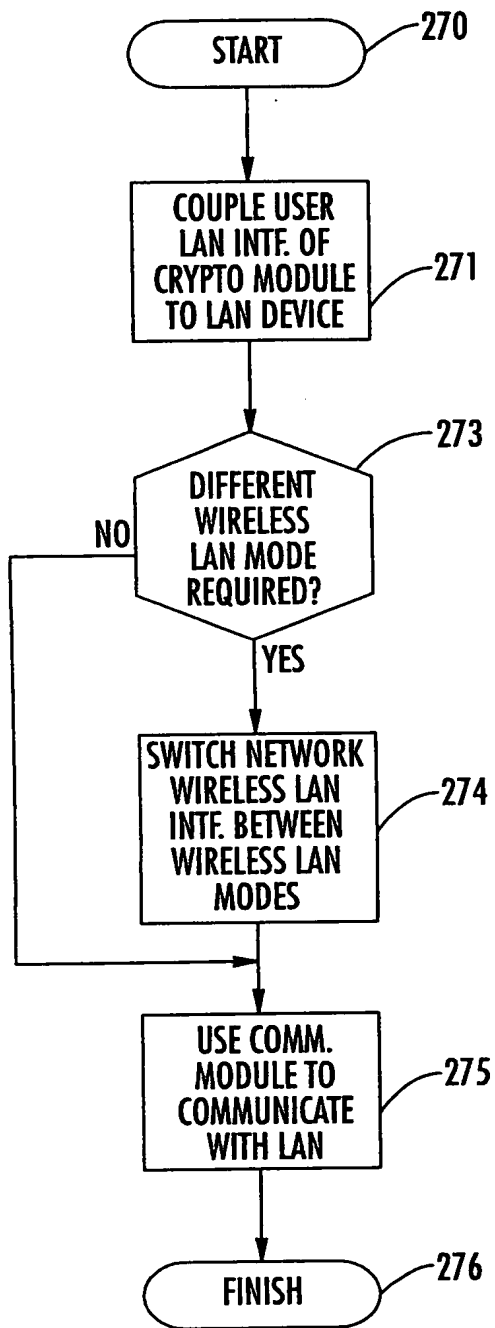 START
270
COUPLE USER
LAN INTF. OF
CRYPTO MODULE
TO LAN DEVICE
271
DIFFERENT
WIRELESS
LAN MODE
REQUIRED?
273
NO
YES
SWITCH NETWORK
WIRELESS LAN
INTF. BETWEEN
WIRELESS LAN
MODES
274
USE COMM.
MODULE TO
COMMUNICATE
WITH LAN
275
FINISH
276